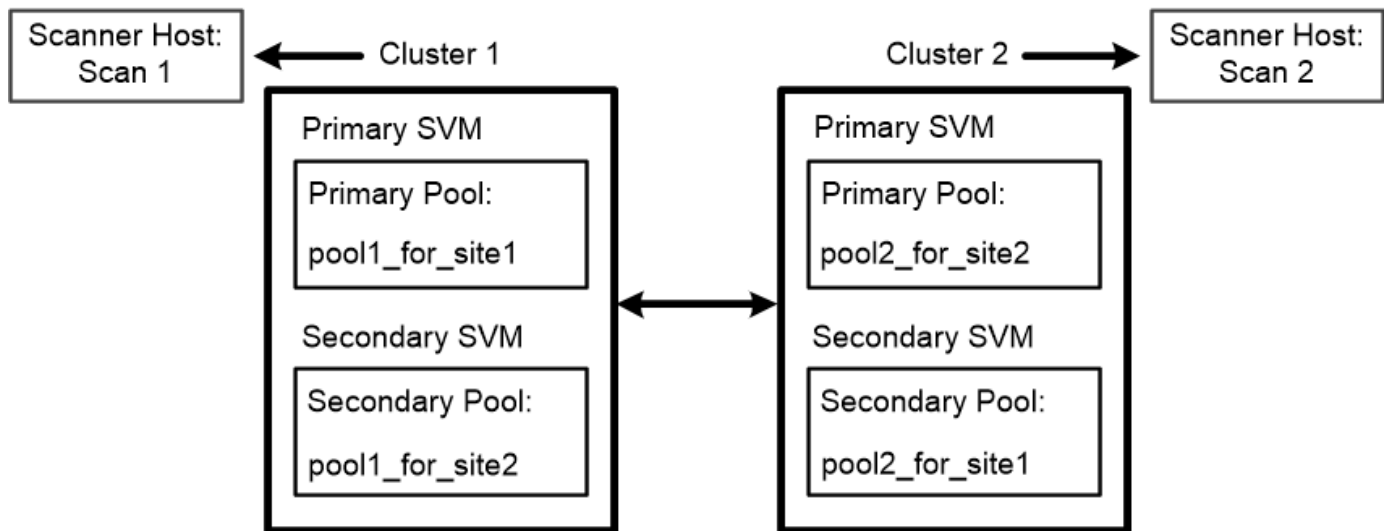 Scanner Host:
Scan 1
Cluster 1
Cluster 2
Scanner Host:
Scan 2
Primary SVM
Primary Pool:
pool1_for_site1
Secondary SVM
Secondary Pool:
pool1_for_site2
Primary SVM
Primary Pool:
pool2_for_site2
Secondary SVM
Secondary Pool:
pool2_for_site1